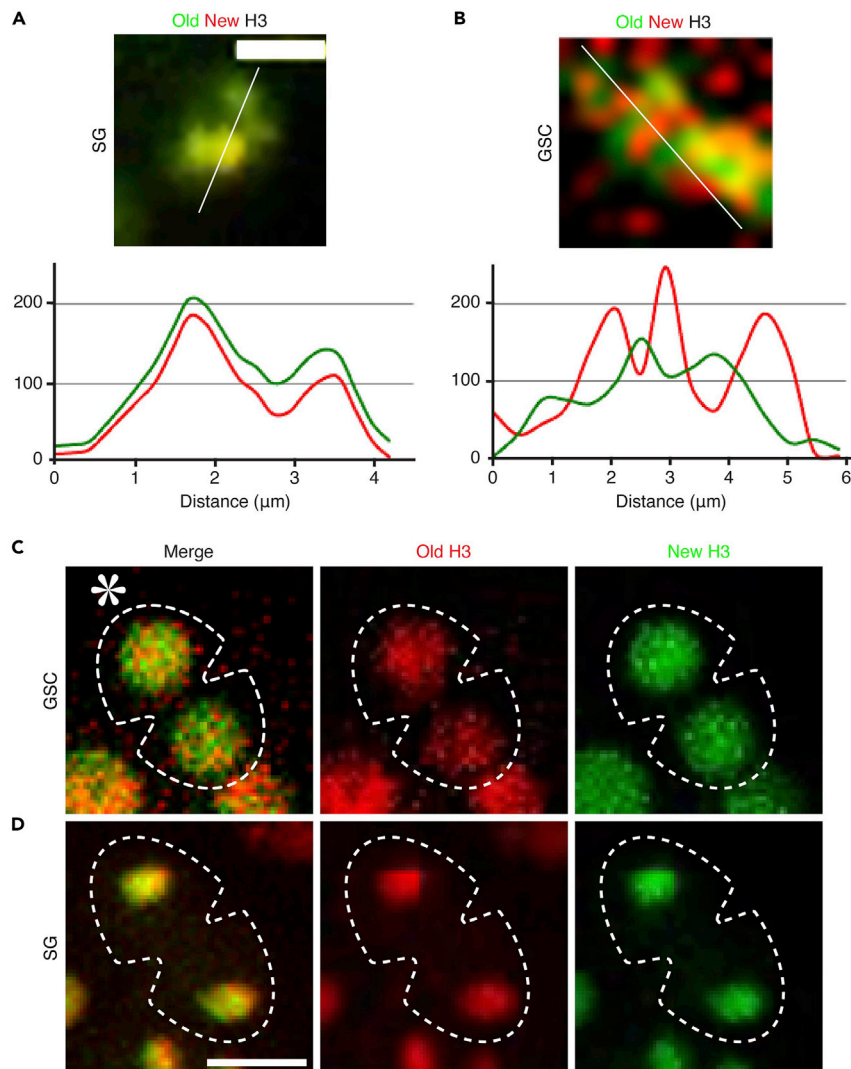 A
Old New H3
SG
200
100
0
0
1
2
3
4
Distance (µm)
B
Old New H3
GSC
200
100
0
0
1
2
3
4
5
6
Distance (µm)
C
Merge
Old H3
New H3
GSC
*
D
SG